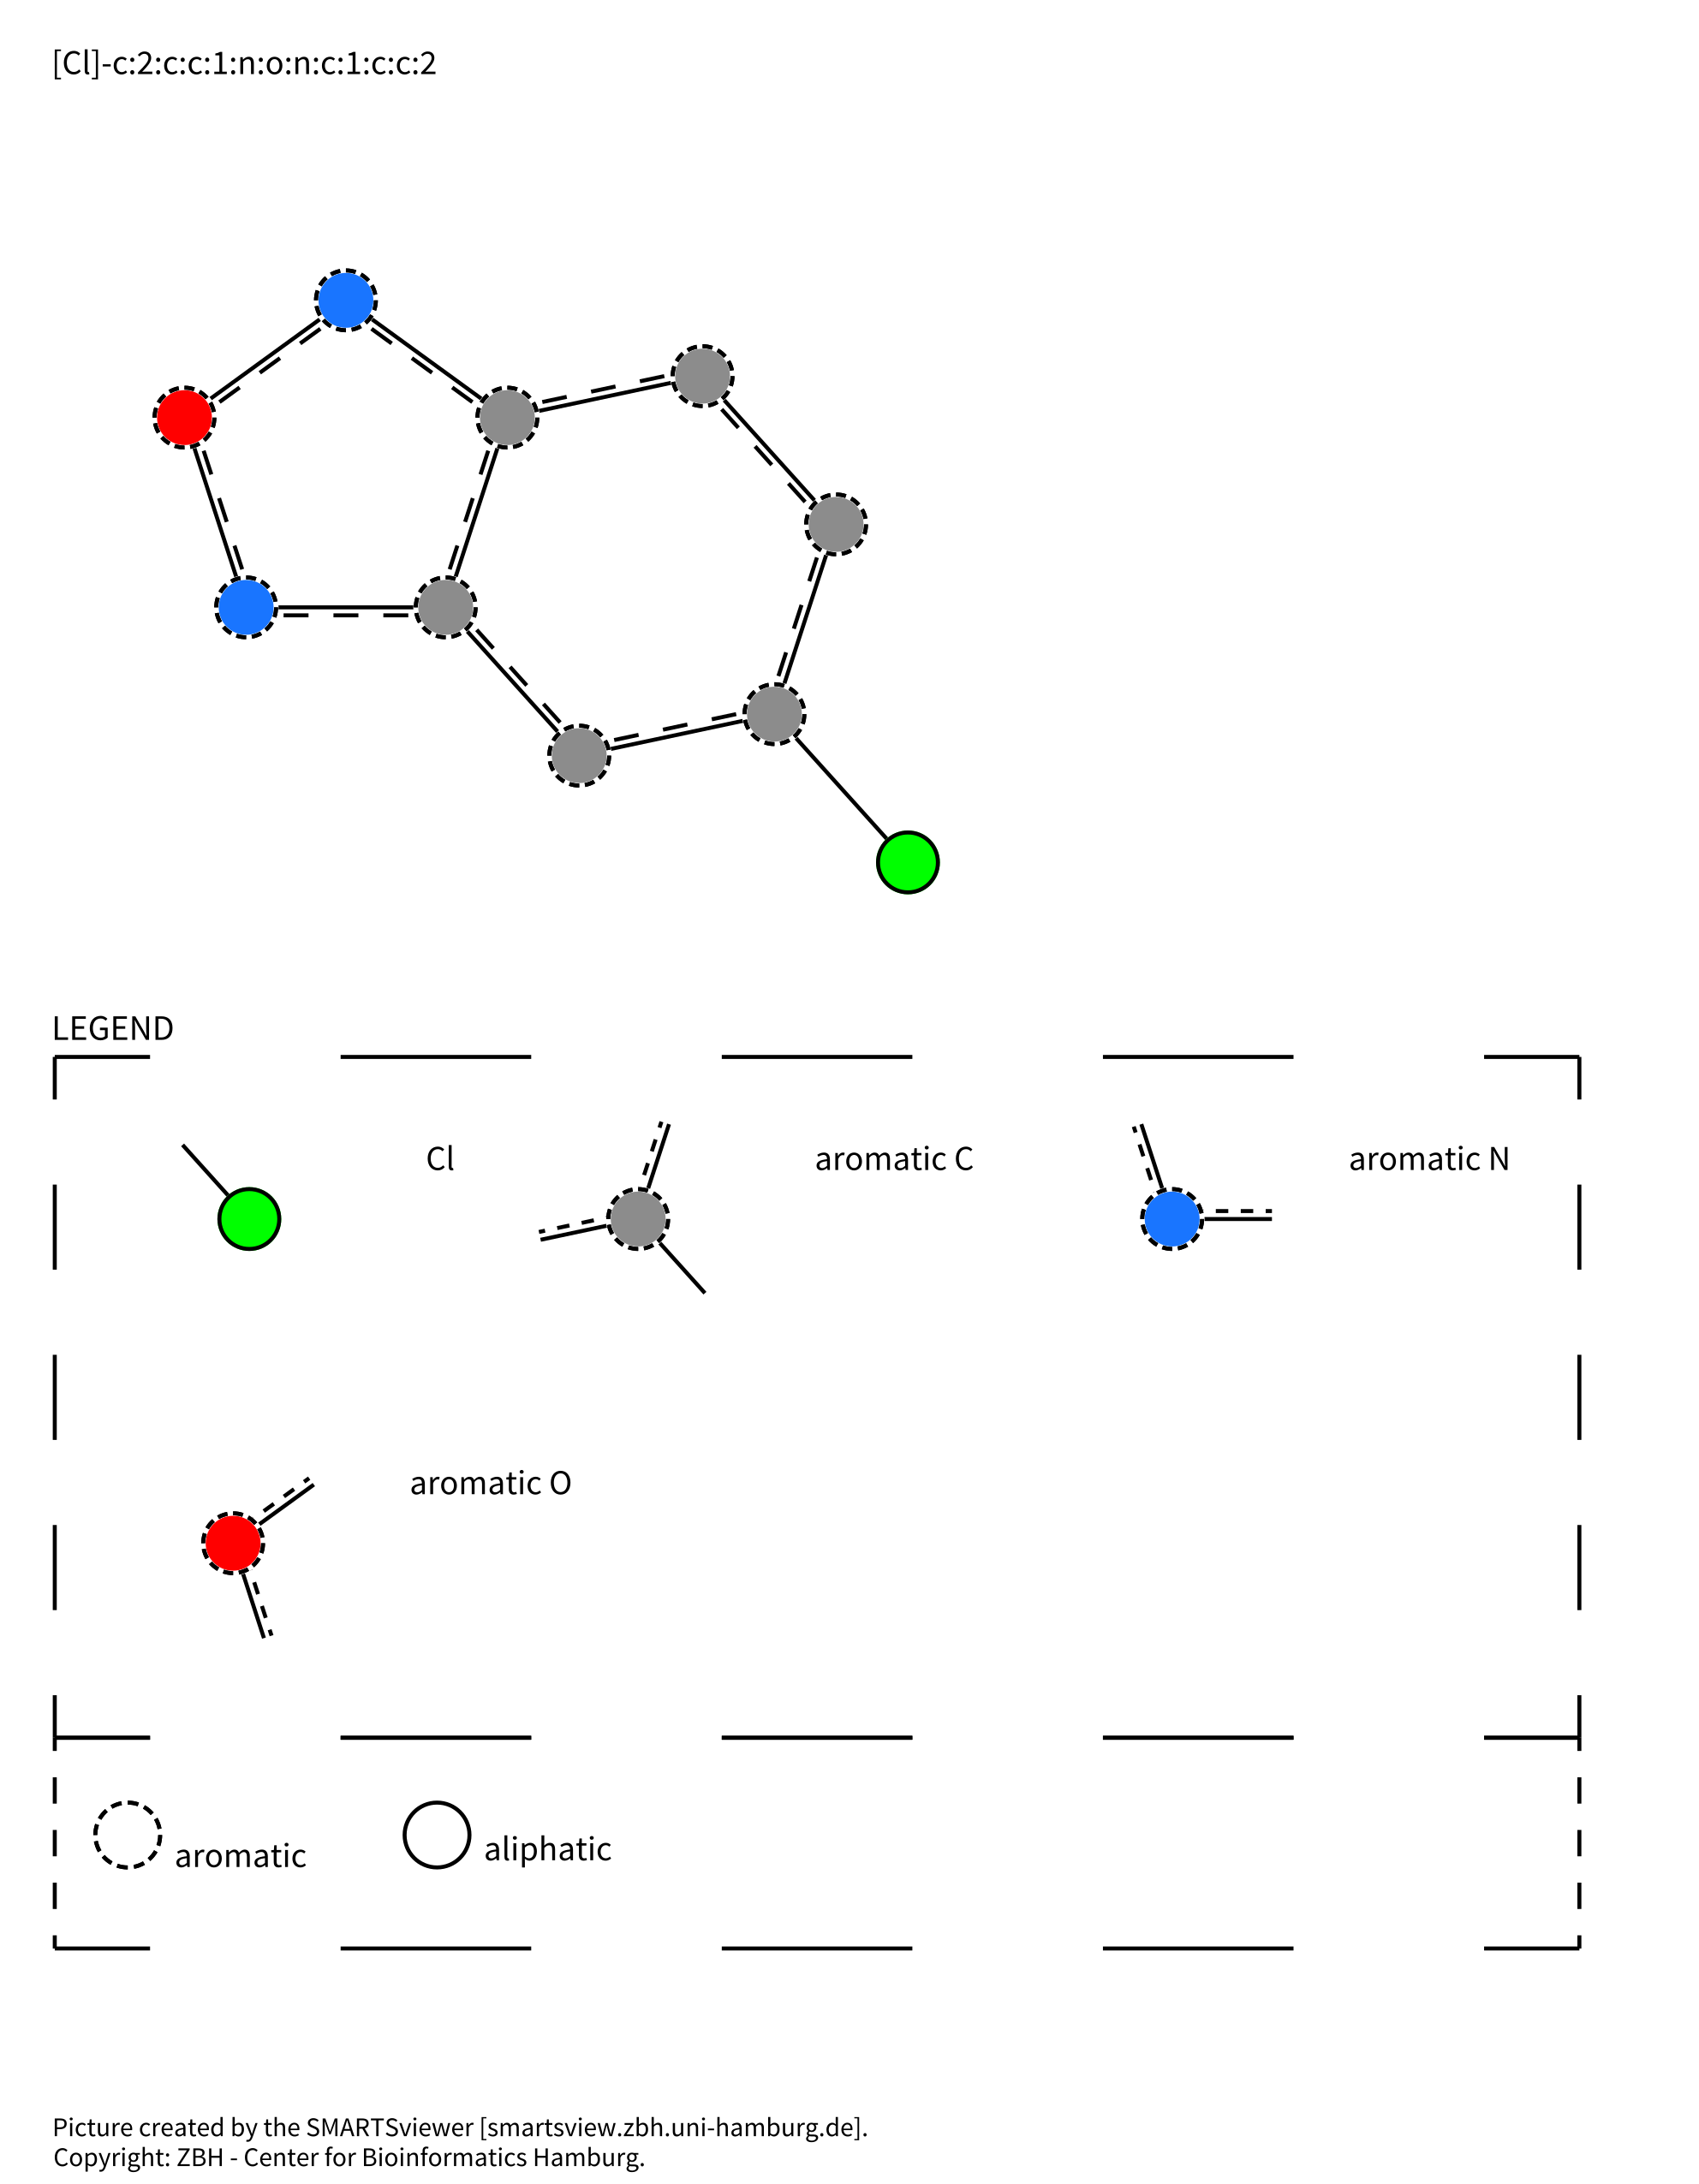 [Cl]-c:2:c:c:1:n:o:n:c:1:c:c:2
LEGEND
Cl
aromatic C
aromatic N
aromatic O
aromatic
aliphatic
Picture created by the SMARTSviewer [smartsview.zbh.uni-hamburg.de].
Copyright: ZBH - Center for Bioinformatics Hamburg.